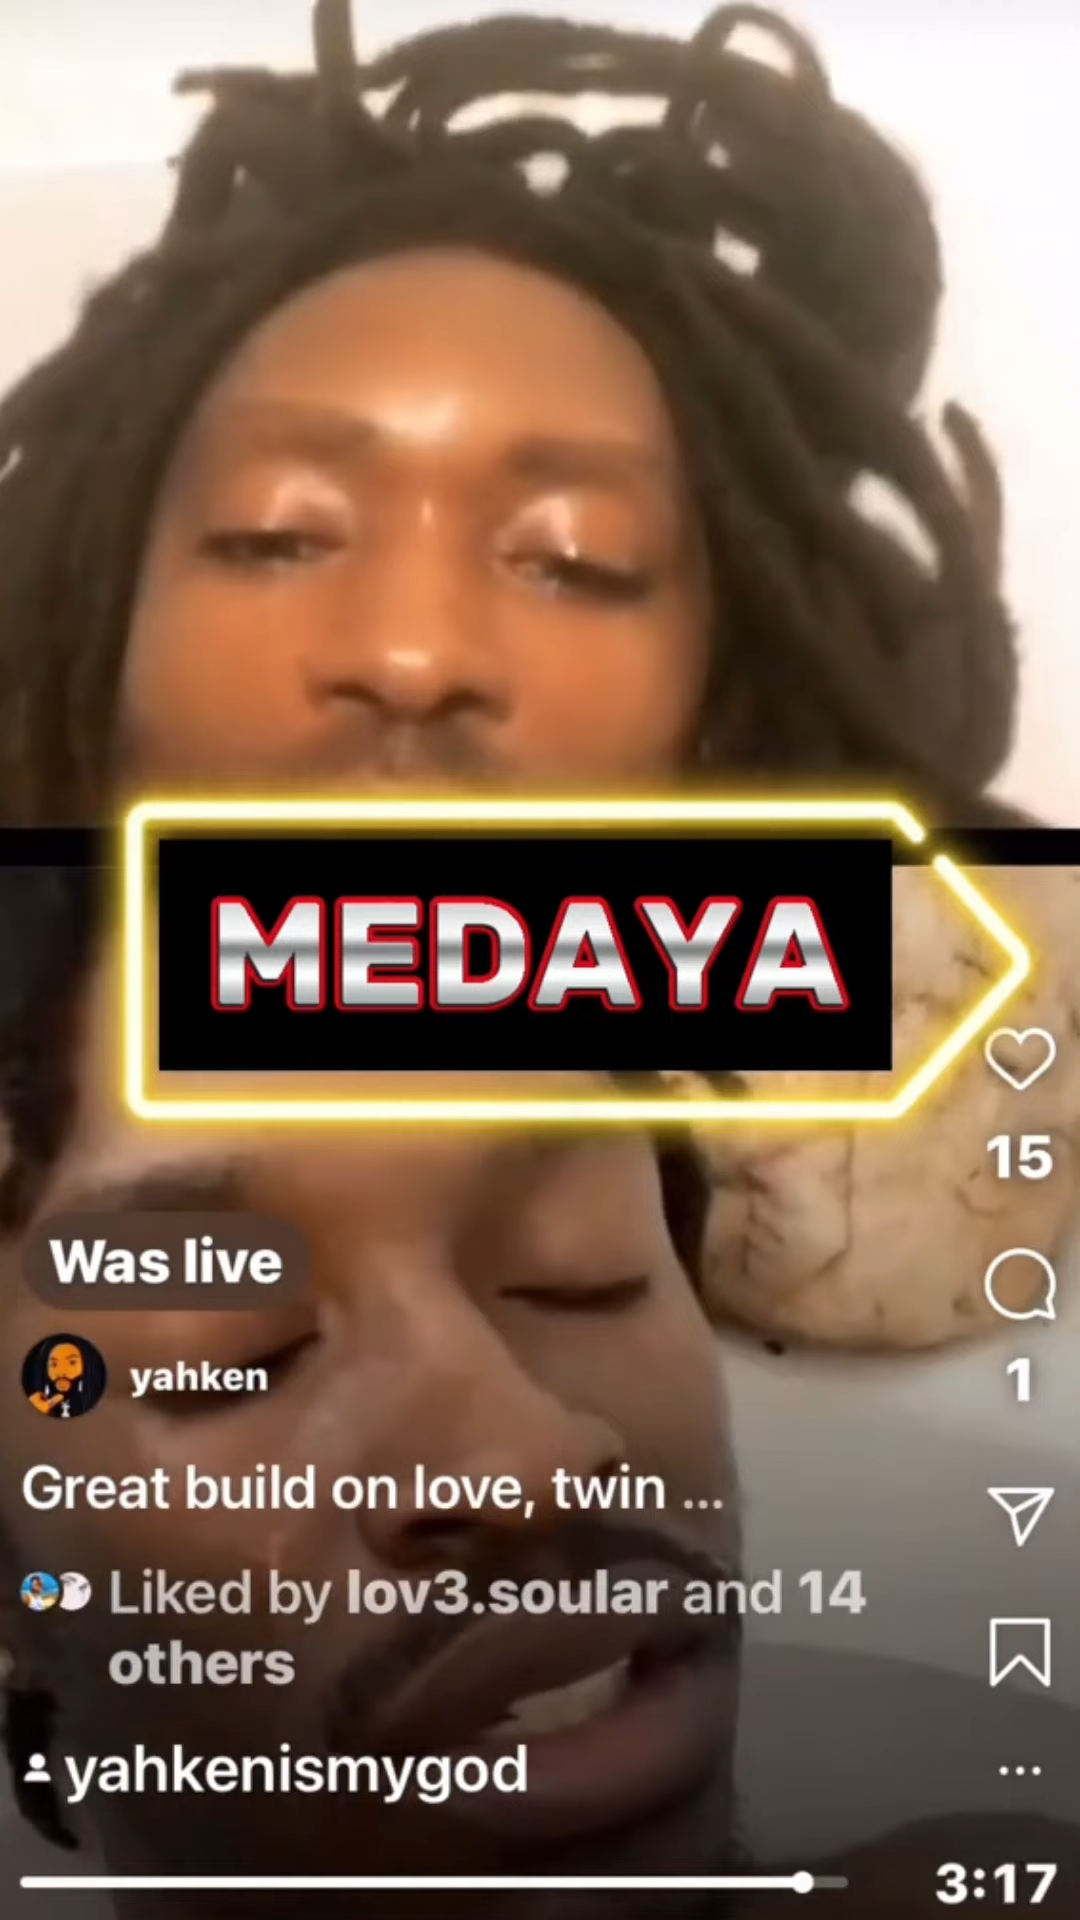 MEDAYA
15
Was live
yahken
1
Great build on love, twin ...
Liked by lov3.soular and 14
others
yahkenismygod
3:17